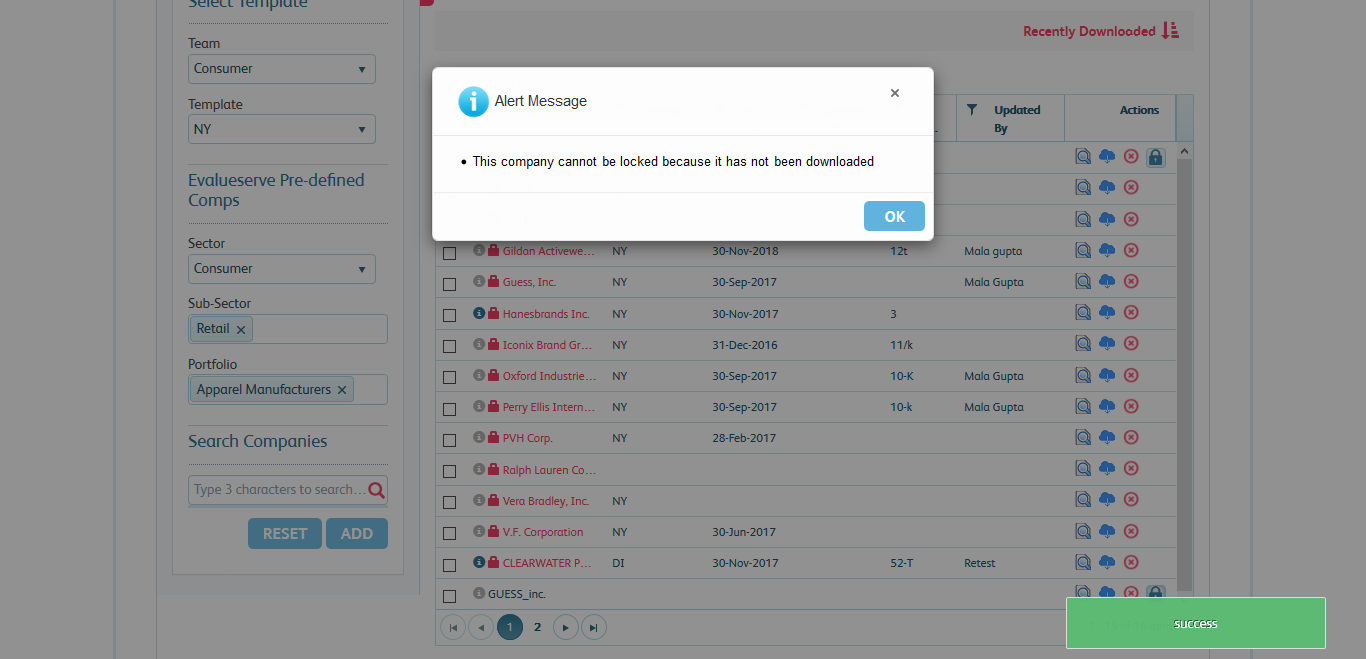 Select Template
Team
Consumer
Template
NY
Evalueserve Pre-defined
Comps
Sector
Consumer
Sub-Sector
Retail ×
Portfolio
Apparel Manufacturers ×
Search Companies
Type 3 characters to search...
RESET ADD
Recently Downloaded
Alert Message ×
• This company cannot be locked because it has not been downloaded
OK
Updated
By
Actions
Gildan Activewe... NY 30-Nov-2018 12t Mala gupta
Guess, Inc. NY 30-Sep-2017 Mala Gupta
Hanesbrands Inc. NY 30-Nov-2017 3
Iconix Brand Gr... NY 31-Dec-2016 11/k
Oxford Industrie... NY 30-Sep-2017 10-K Mala Gupta
Perry Ellis Intern... NY 30-Sep-2017 10-k Mala Gupta
PVH Corp. NY 28-Feb-2017
Ralph Lauren Co...
Vera Bradley, Inc. NY
V.F. Corporation NY 30-Jun-2017
CLEARWATER P... DI 30-Nov-2017 52-T Retest
GUESS_inc.
1 2
success